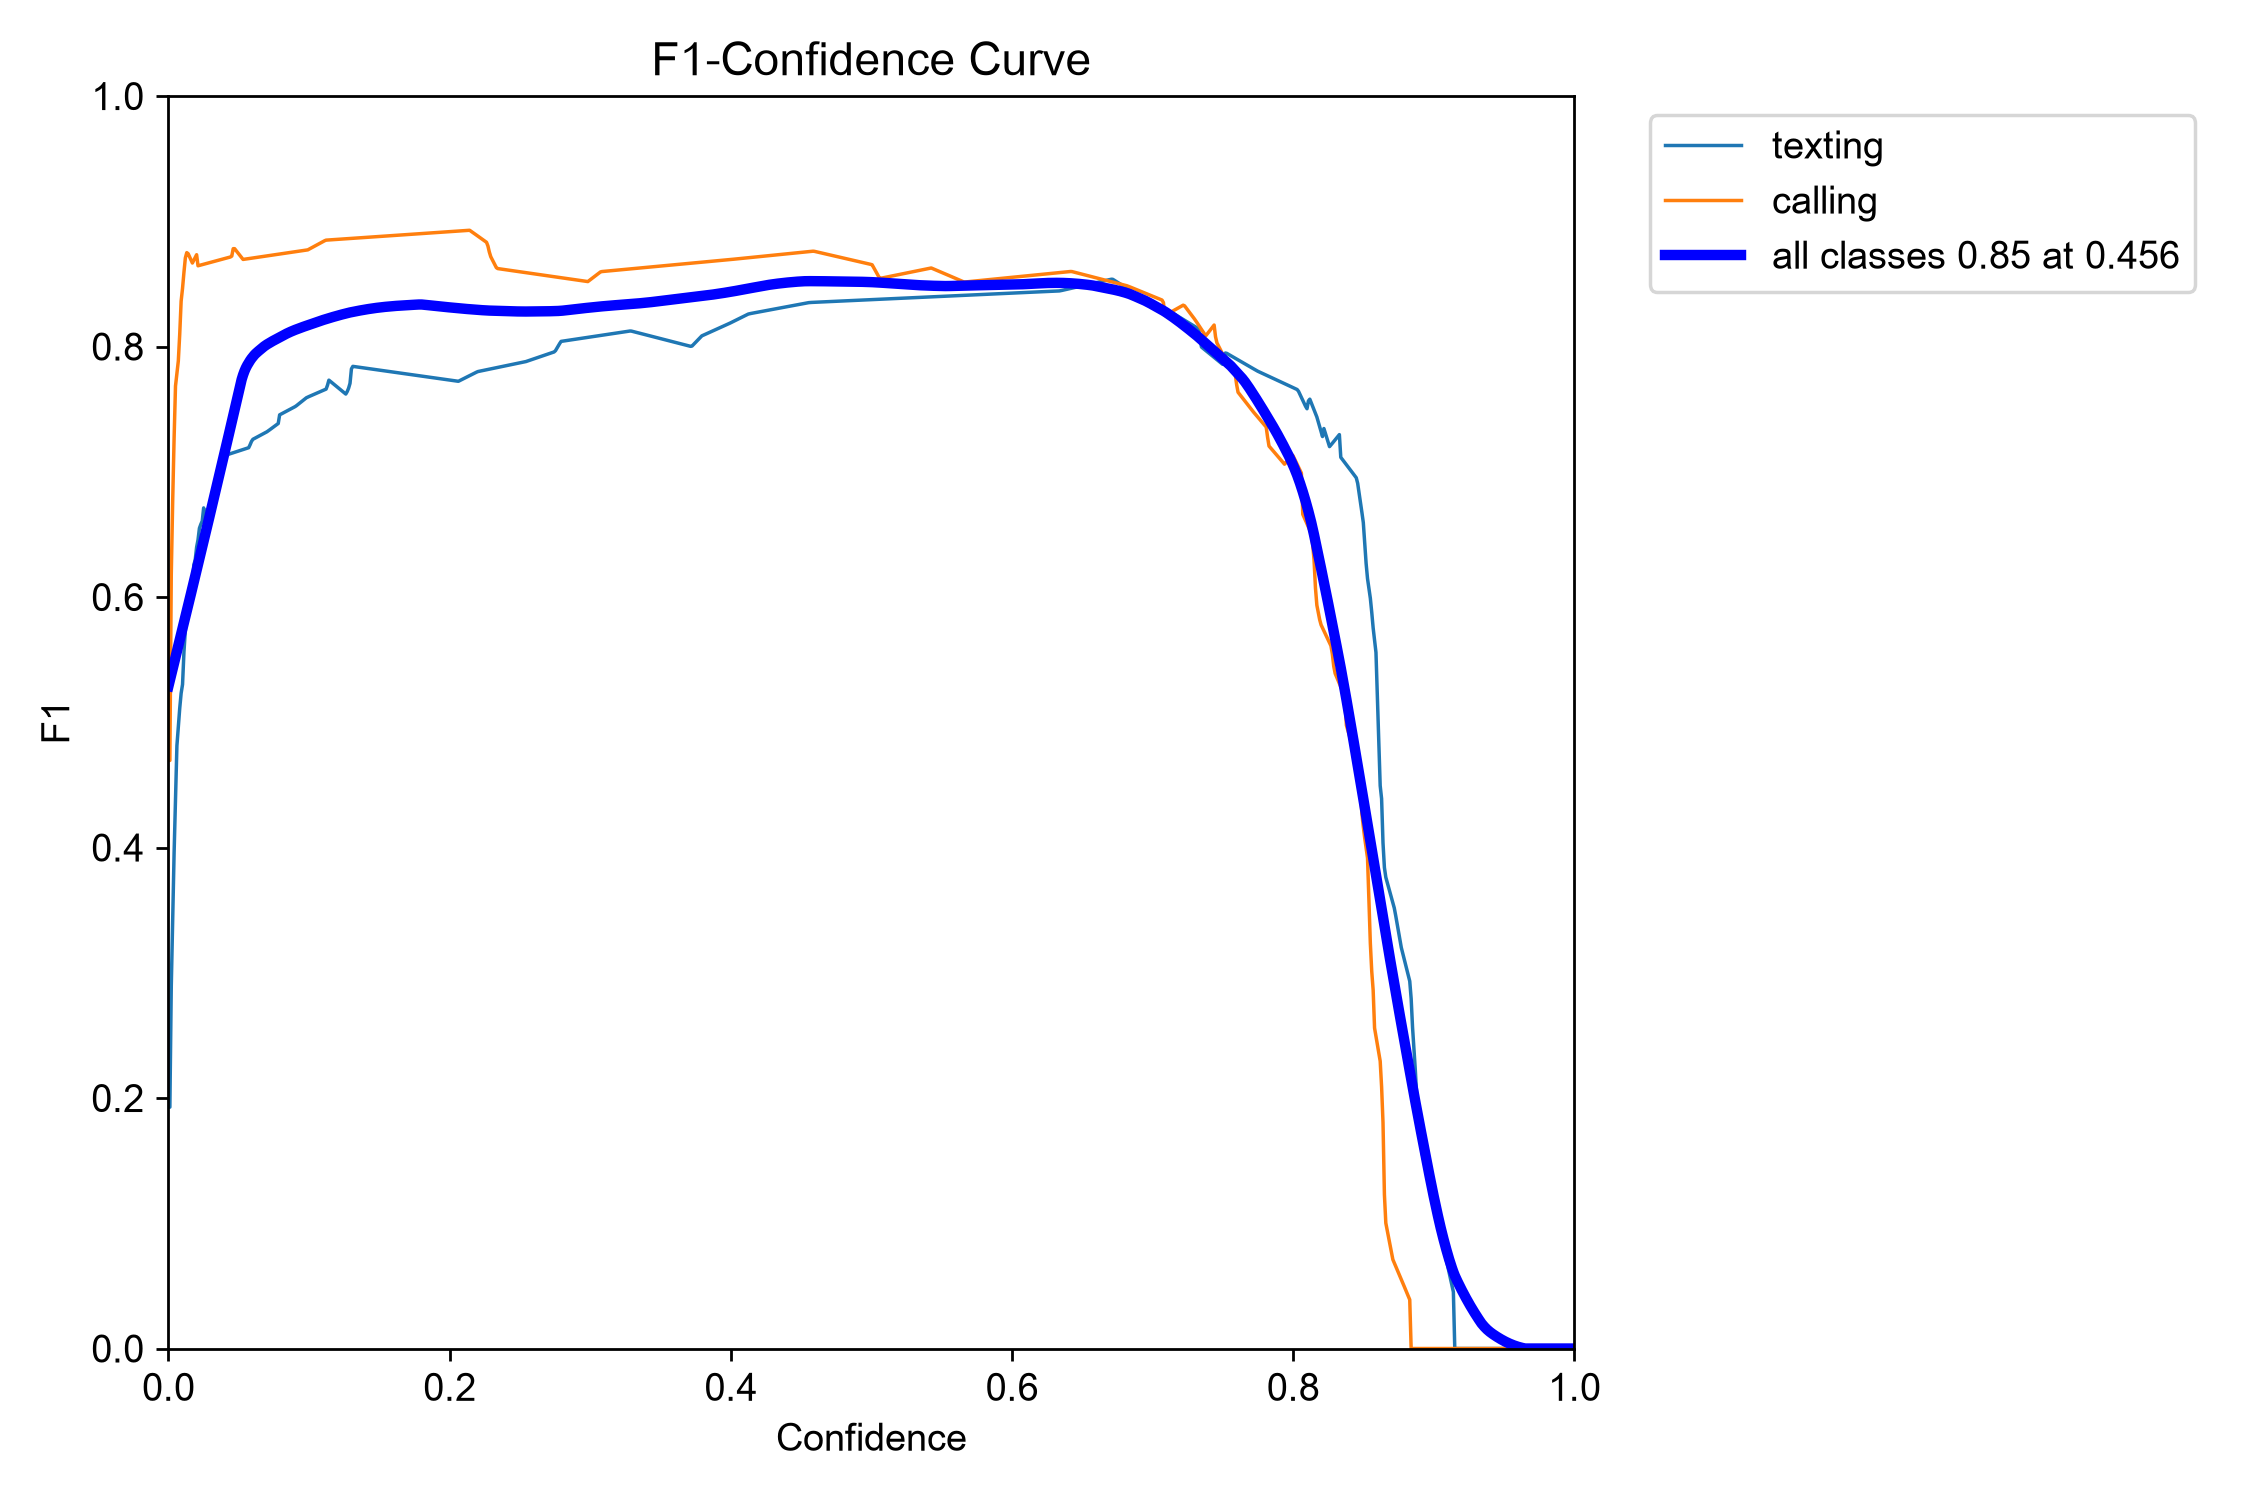 F1-Confidence Curve
1.0
0.8
0.6
0.4
0.2
0.0
F1
0.0 0.2 0.4 0.6 0.8 1.0
Confidence
texting
calling
all classes 0.85 at 0.456